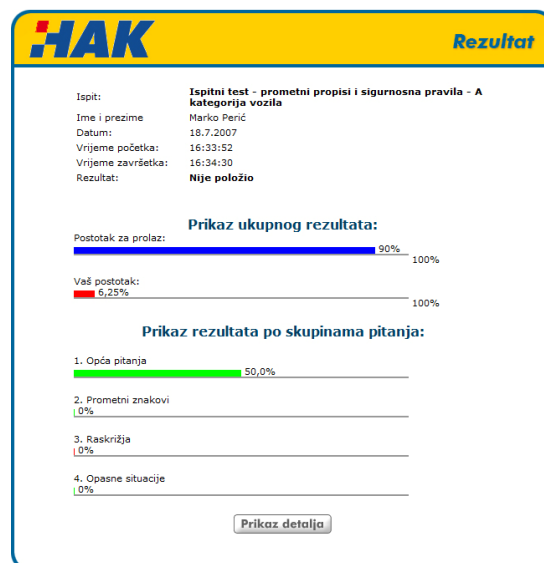 HAK
Rezultat
Ispit: Ispitni test - prometni propisi i sigurnosna pravila - A
kategorija vozila
Ime i prezime Marko Perić
Datum: 18.7.2007
Vrijeme početka: 16:33:52
Vrijeme završetka: 16:34:30
Rezultat: Nije položio
Prikaz ukupnog rezultata:
Postotak za prolaz:
90%
100%
Vaš postotak:
6,25%
100%
Prikaz rezultata po skupinama pitanja:
1. Opća pitanja
50,0%
2. Prometni znakovi
0%
3. Raskrižja
0%
4. Opasne situacije
0%
Prikaz detalja